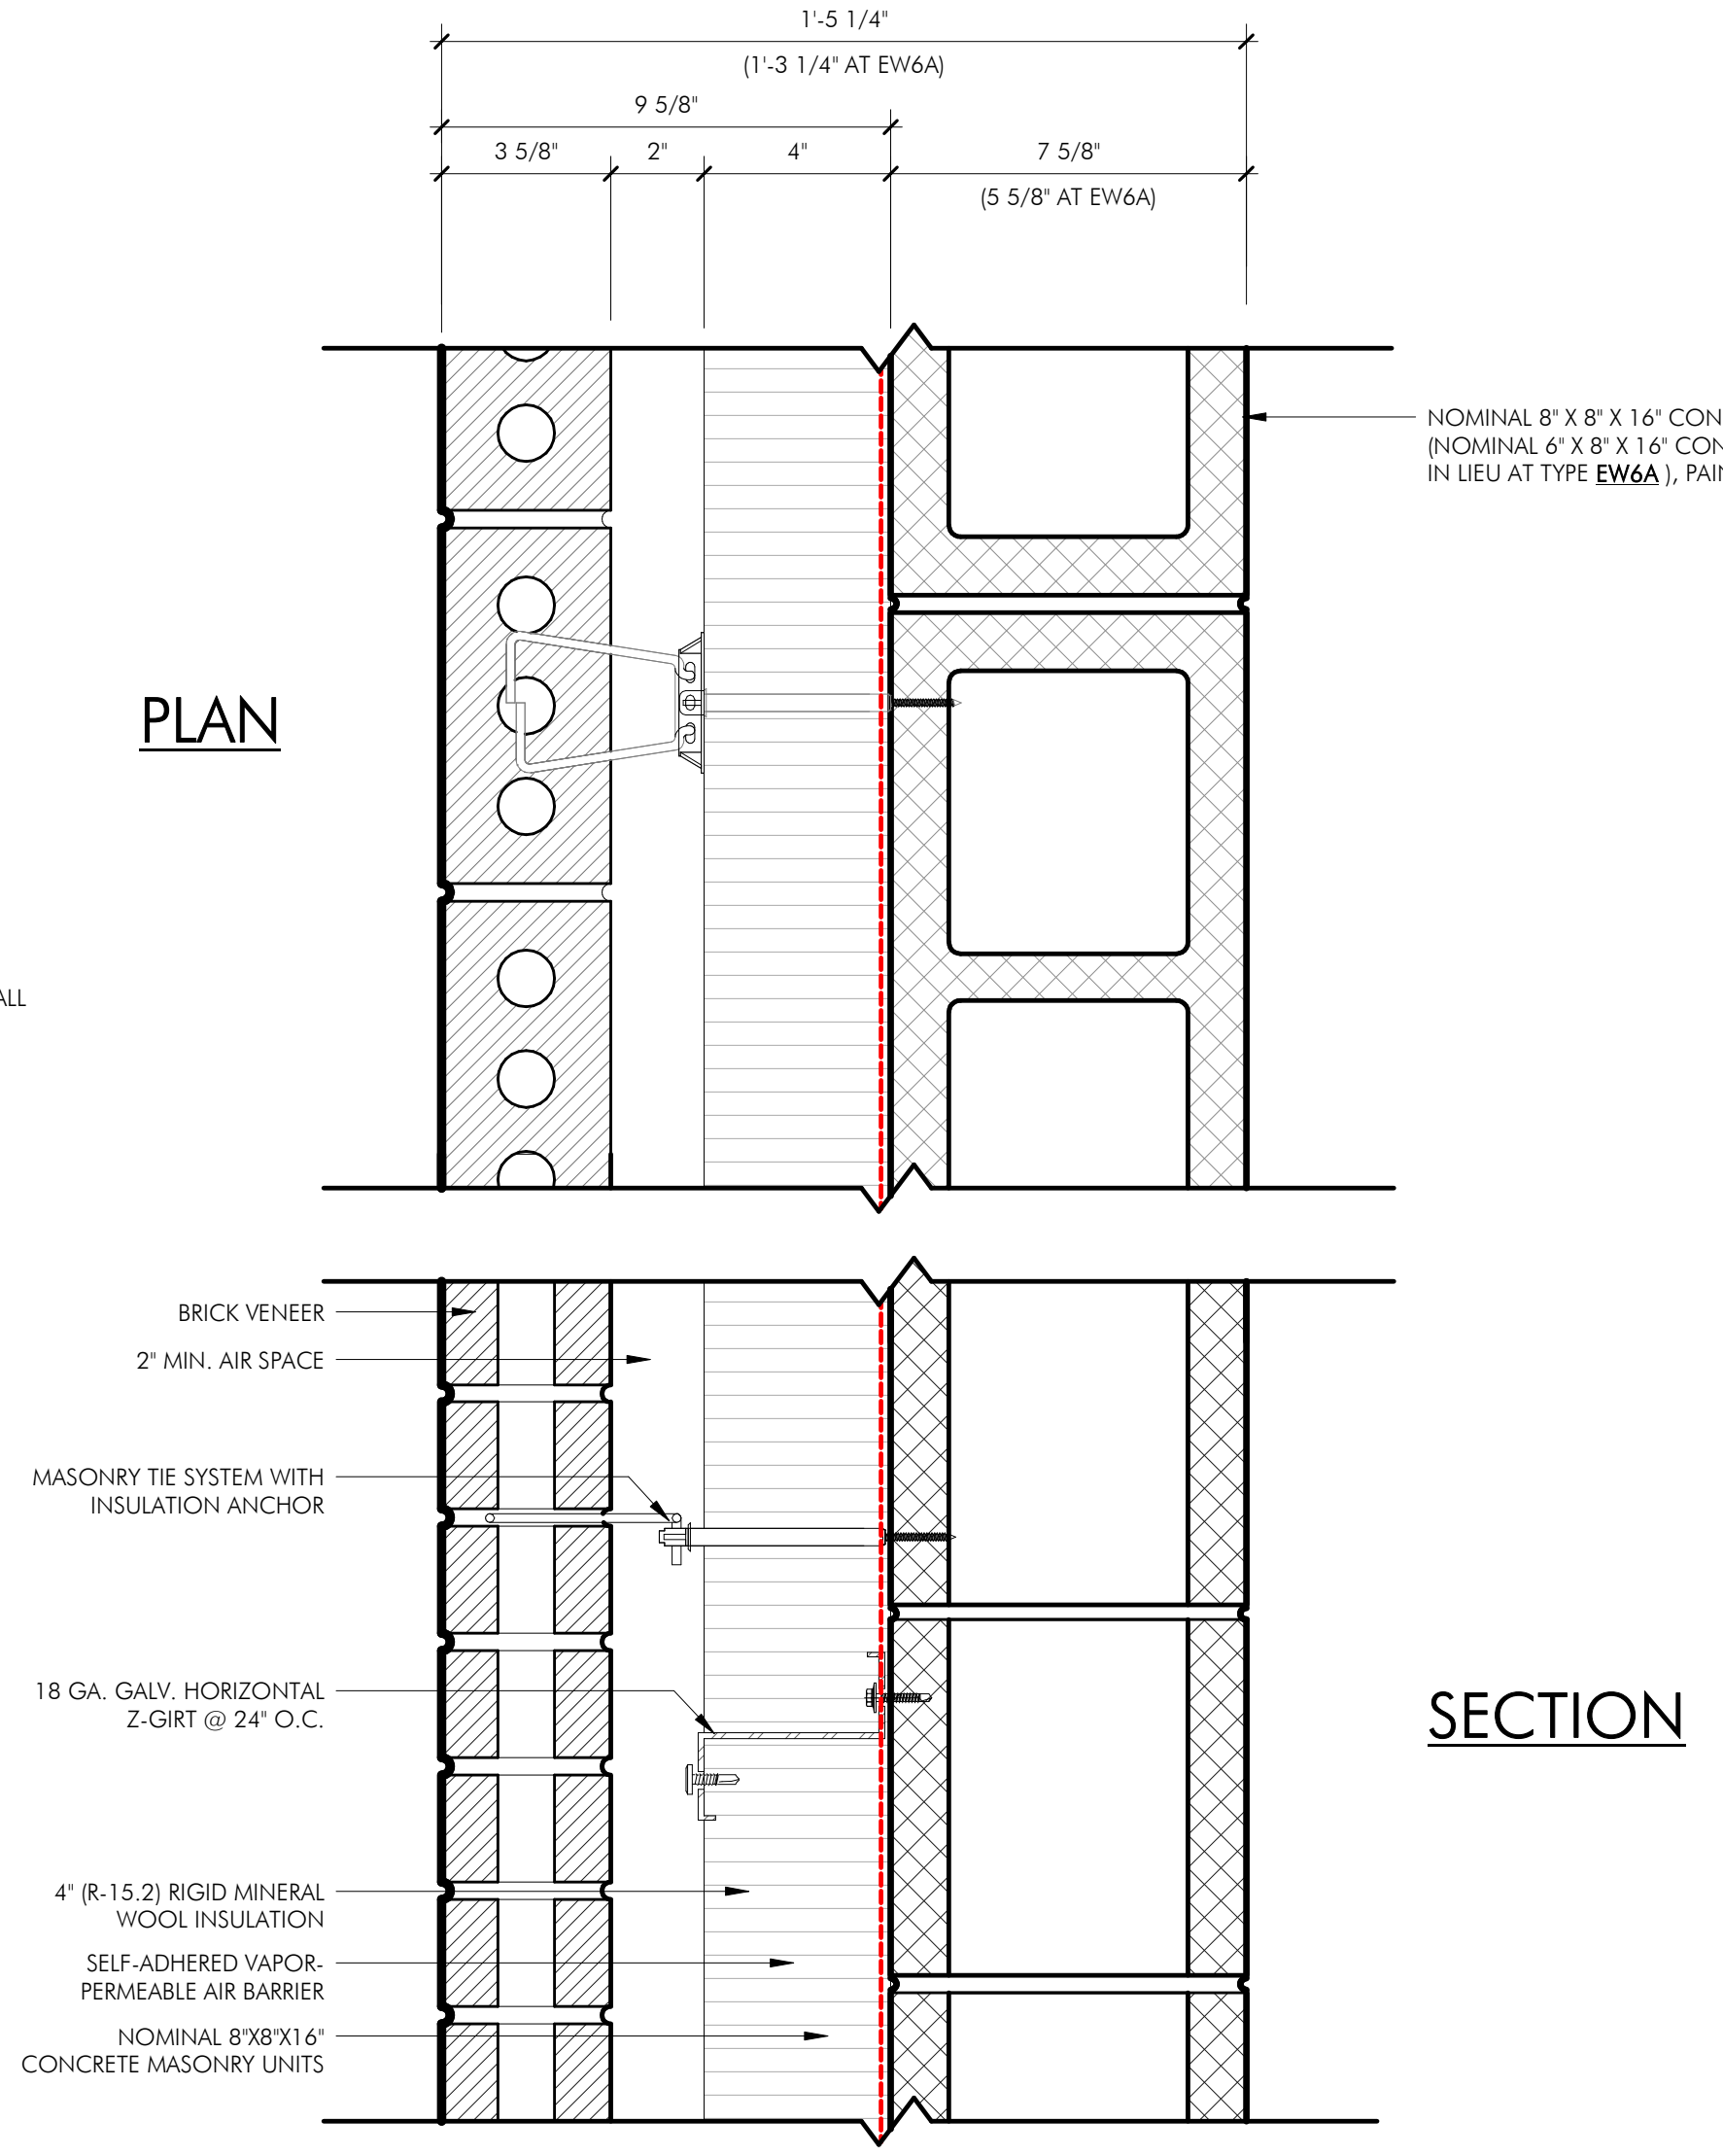 1'-5 1/4"
(1'-3 1/4" AT EW6A)
9 5/8"
3 5/8" 2" 4" 7 5/8"
(5 5/8" AT EW6A)
NOMINAL 8" X 8" X 16" CON
(NOMINAL 6" X 8" X 16" CON
IN LIEU AT TYPE EW6A ), PAIN
PLAN
ALL
BRICK VENEER
2" MIN. AIR SPACE
MASONRY TIE SYSTEM WITH
INSULATION ANCHOR
18 GA. GALV. HORIZONTAL
Z-GIRT @ 24" O.C.
SECTION
4" (R-15.2) RIGID MINERAL
WOOL INSULATION
SELF-ADHERED VAPOR-
PERMEABLE AIR BARRIER
NOMINAL 8"X8"X16"
CONCRETE MASONRY UNITS